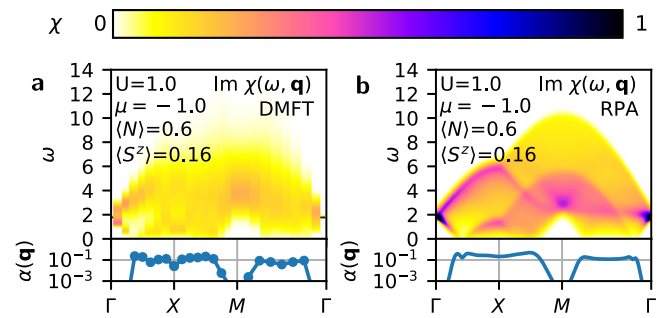 χ 0 1
a
14
12
10
8
6
4
2
0
ω
U=1.0 Im χ(ω, q)
μ = −1.0 DMFT
⟨N⟩=0.6
⟨S^z⟩=0.16
α(q)
10^−1
10^−3
Γ X M Γ
b
14
12
10
8
6
4
2
0
ω
U=1.0 Im χ(ω, q)
μ = −1.0 RPA
⟨N⟩=0.6
⟨S^z⟩=0.16
α(q)
10^−1
10^−3
Γ X M Γ